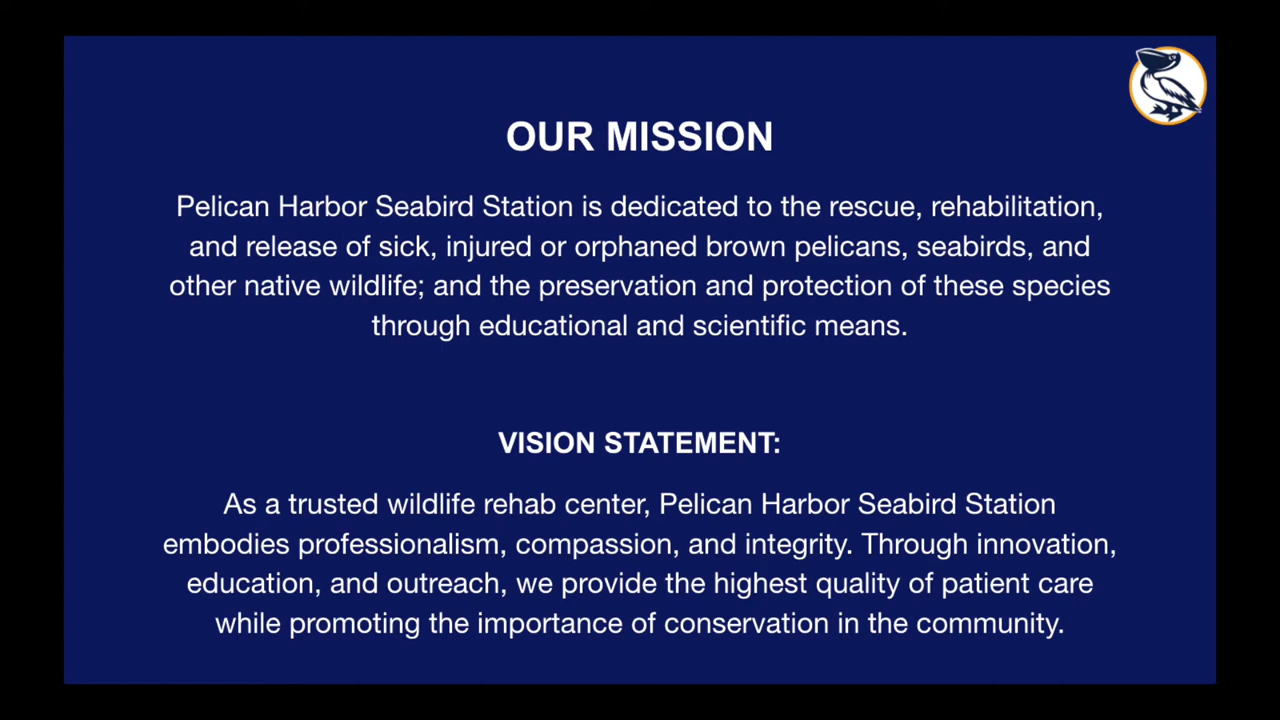 OUR MISSION
Pelican Harbor Seabird Station is dedicated to the rescue, rehabilitation,
and release of sick, injured or orphaned brown pelicans, seabirds, and
other native wildlife; and the preservation and protection of these species
through educational and scientific means.
VISION STATEMENT:
As a trusted wildlife rehab center, Pelican Harbor Seabird Station
embodies professionalism, compassion, and integrity. Through innovation,
education, and outreach, we provide the highest quality of patient care
while promoting the importance of conservation in the community.